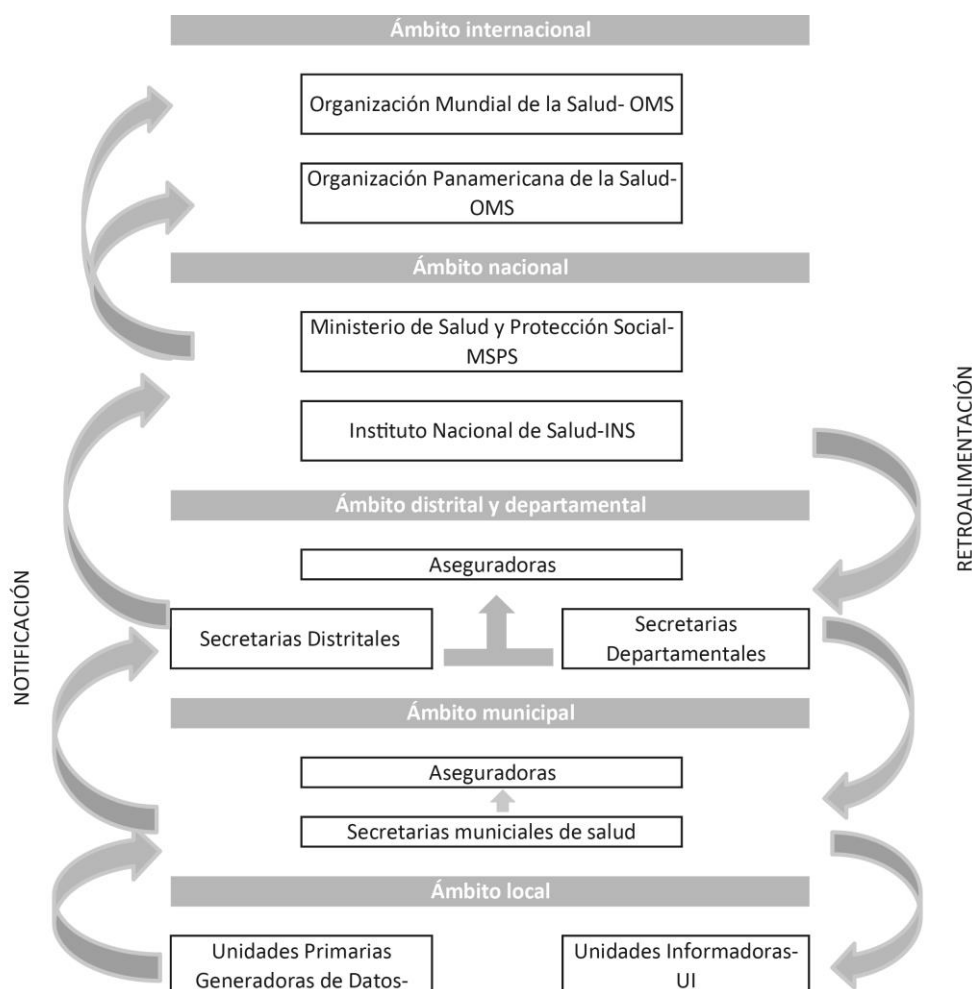 Ámbito internacional
Organización Mundial de la Salud- OMS
Organización Panamericana de la Salud-
OMS
Ámbito nacional
Ministerio de Salud y Protección Social-
MSPS
Instituto Nacional de Salud-INS
Ámbito distrital y departamental
Aseguradoras
Secretarias Distritales
Secretarias
Departamentales
Ámbito municipal
Aseguradoras
Secretarias municiales de salud
Ámbito local
Unidades Primarias
Generadoras de Datos-
Unidades Informadoras-
UI
NOTIFICACIÓN
RETROALIMENTACIÓN